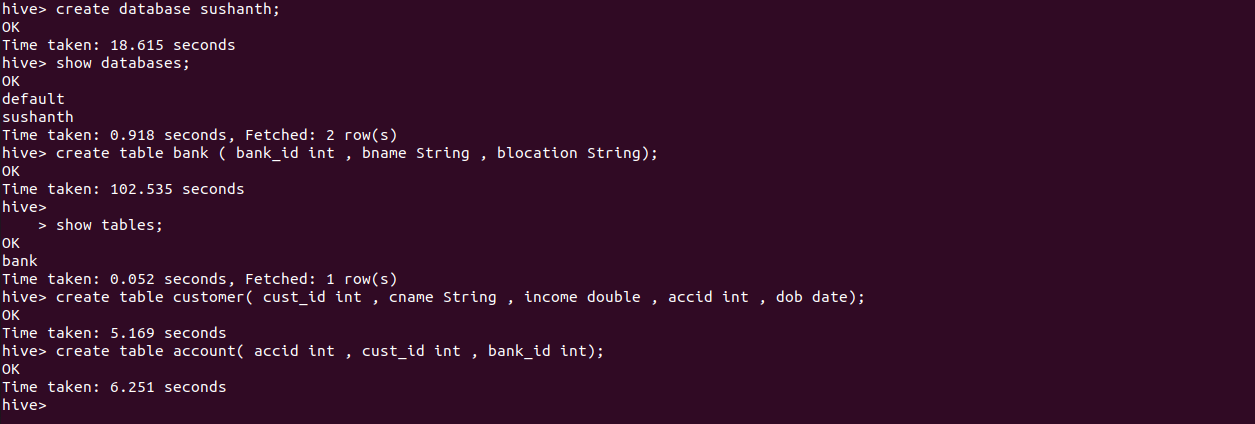 hive> create database sushanth;
OK
Time taken: 18.615 seconds
hive> show databases;
OK
default
sushanth
Time taken: 0.918 seconds, Fetched: 2 row(s)
hive> create table bank ( bank_id int , bname String , blocation String);
OK
Time taken: 102.535 seconds
hive>
    > show tables;
OK
bank
Time taken: 0.052 seconds, Fetched: 1 row(s)
hive> create table customer( cust_id int , cname String , income double , accid int , dob date);
OK
Time taken: 5.169 seconds
hive> create table account( accid int , cust_id int , bank_id int);
OK
Time taken: 6.251 seconds
hive>